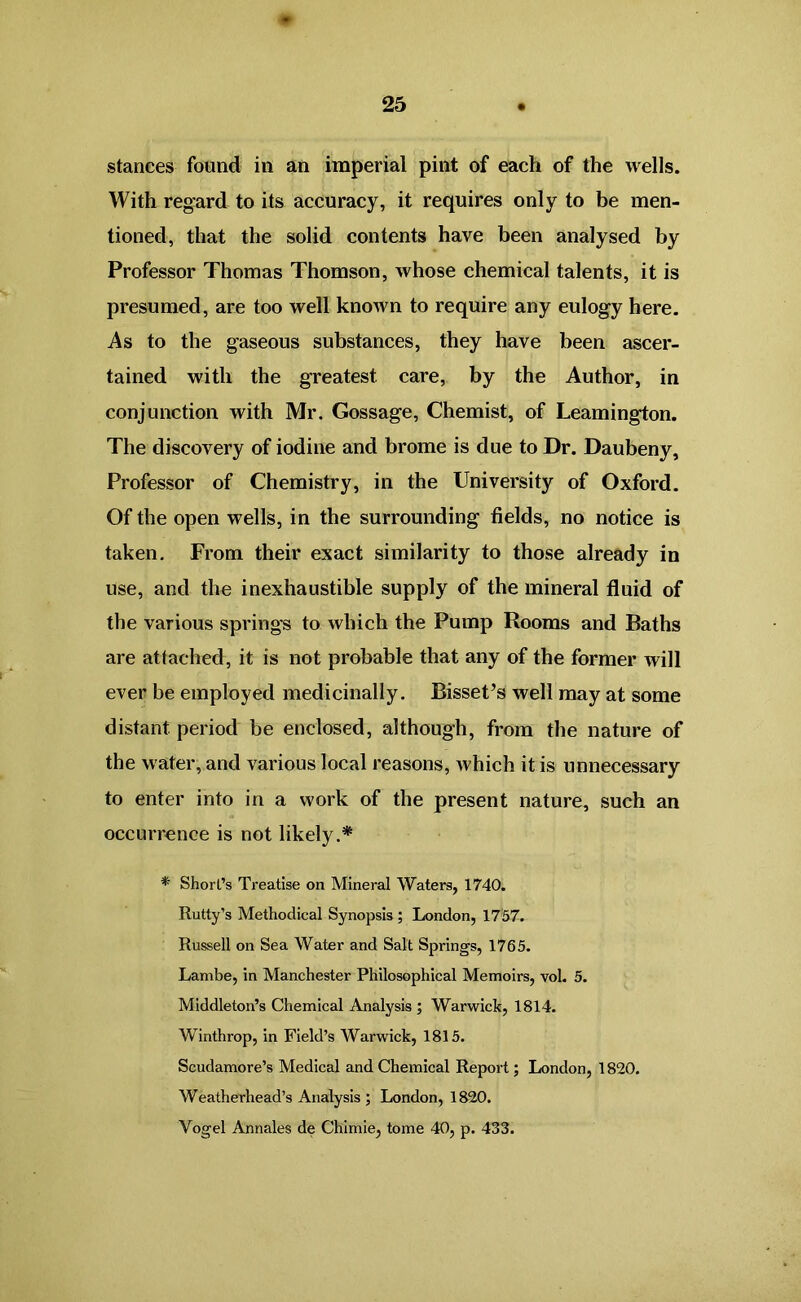 25
stances found in an imperial pint of each of the wells.
With regard to its accuracy, it requires only to be men-
tioned, that the solid contents have been analysed by
Professor Thomas Thomson, whose chemical talents, it is
presumed, are too well known to require any eulogy here.
As to the gaseous substances, they have been ascer-
tained with the greatest care, by the Author, in
conjunction with Mr. Gossage, Chemist, of Leamington.
The discovery of iodine and brome is due to Dr. Daubeny,
Professor of Chemistry, in the University of Oxford.
Of the open wells, in the surrounding fields, no notice is
taken. From their exact similarity to those already in
use, and the inexhaustible supply of the mineral fluid of
the various springs to which the Pump Rooms and Baths
are attached, it is not probable that any of the former will
ever be employed medicinally. Bisset's well may at some
distant period be enclosed, although, from the nature of
the water, and various local reasons, which it is unnecessary
to enter into in a work of the present nature, such an
occurrence is not likely.*
* Short's Treatise on Mineral Waters, 1740.
Rutty's Methodical Synopsis ; London, 1757.
Russell on Sea Water and Salt Springs, 1765.
Lambe, in Manchester Philosophical Memoirs, vol. 5.
Middleton's Chemical Analysis ; Warwick, 1814.
Winthrop, in Field's Warwick, 1815.
Scudamore's Medical and Chemical Report ; London, 1820.
Weatherhead's Analysis ; London, 1820.
Vogel Annales de Chimie, tome 40, p. 433.